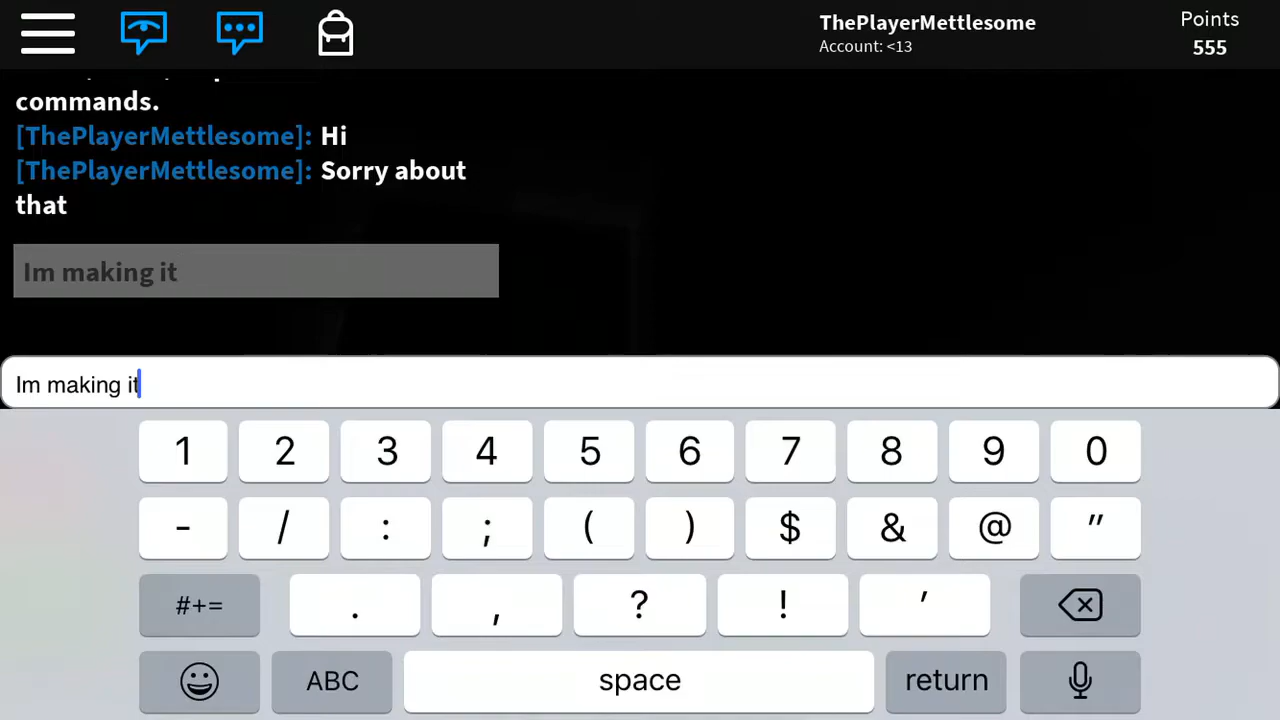 ThePlayerMettlesome
Account: <13
Points
555
commands.
[ThePlayerMettlesome]: Hi
[ThePlayerMettlesome]: Sorry about
that
Im making it
Im making it
1 2 3 4 5 6 7 8 9 0
- / : ; ( ) $ & @ "
#+= . , ? ! '
ABC space return